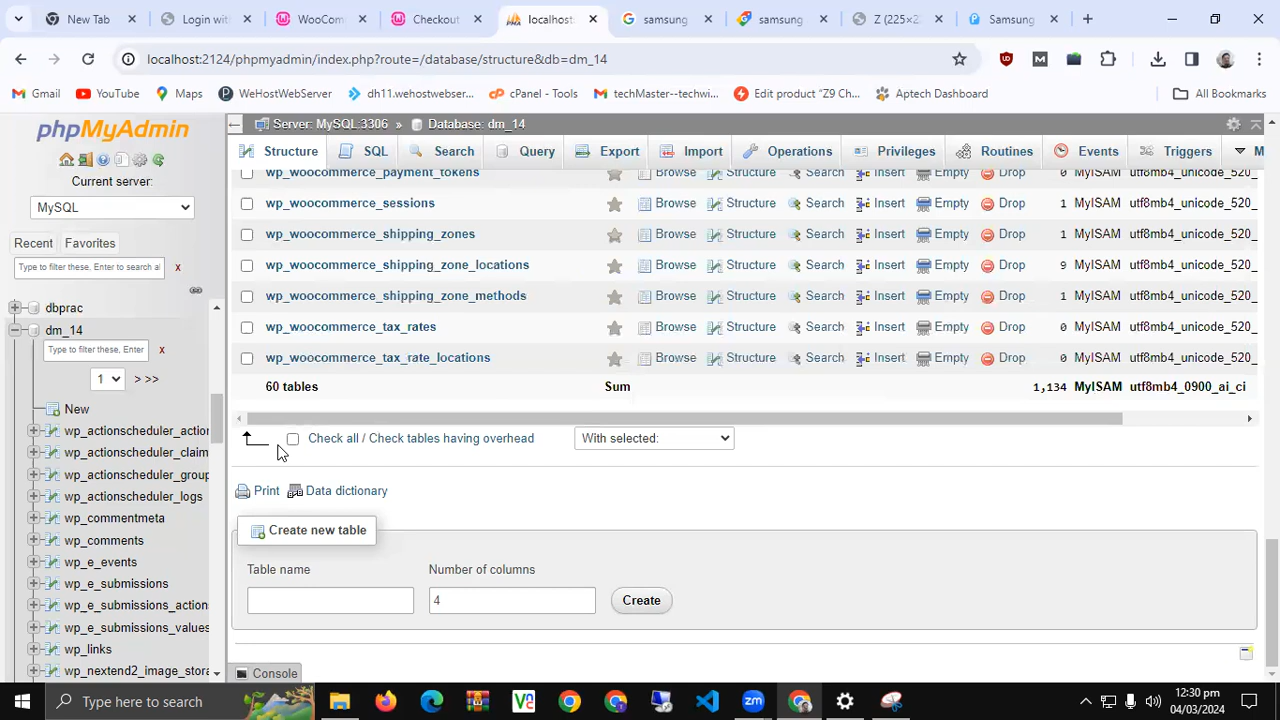 New Tab
Login wit
WooCom
Checkout
localhost
samsung
samsung
Z (225×2
Samsung
localhost:2124/phpmyadmin/index.php?route=/database/structure&db=dm_14
Gmail
YouTube
Maps
WeHostWebServer
dh11.wehostwebser...
cPanel - Tools
techMaster--techwi...
Edit product "Z9 Ch...
Aptech Dashboard
All Bookmarks
phpMyAdmin
Current server:
MySQL
Recent
Favorites
Type to filter these, Enter to search al
X
dbprac
dm_14
Type to filter these, Enter
X
1
> >>
New
wp_actionscheduler_action
wp_actionscheduler_claim
wp_actionscheduler_group
wp_actionscheduler_logs
wp_commentmeta
wp_comments
wp_e_events
wp_e_submissions
wp_e_submissions_actions
wp_e_submissions_values
wp_links
wp_nextend2_image_stora
Server: MySQL:3306 » Database: dm_14
Structure
SQL
Search
Query
Export
Import
Operations
Privileges
Routines
Events
Triggers
M
wp_woocommerce_payment_tokens Browse Structure Search Insert Empty Drop 0 MyISAM utf8mb4_unicode_520_
wp_woocommerce_sessions Browse Structure Search Insert Empty Drop 1 MyISAM utf8mb4_unicode_520_
wp_woocommerce_shipping_zones Browse Structure Search Insert Empty Drop 1 MyISAM utf8mb4_unicode_520_
wp_woocommerce_shipping_zone_locations Browse Structure Search Insert Empty Drop 9 MyISAM utf8mb4_unicode_520_
wp_woocommerce_shipping_zone_methods Browse Structure Search Insert Empty Drop 1 MyISAM utf8mb4_unicode_520_
wp_woocommerce_tax_rates Browse Structure Search Insert Empty Drop 0 MyISAM utf8mb4_unicode_520_
wp_woocommerce_tax_rate_locations Browse Structure Search Insert Empty Drop 0 MyISAM utf8mb4_unicode_520_
60 tables Sum 1,134 MyISAM utf8mb4_0900_ai_ci
Check all / Check tables having overhead
With selected:
Print
Data dictionary
Create new table
Table name
Number of columns
4
Create
Console
Type here to search
12:30 pm
04/03/2024